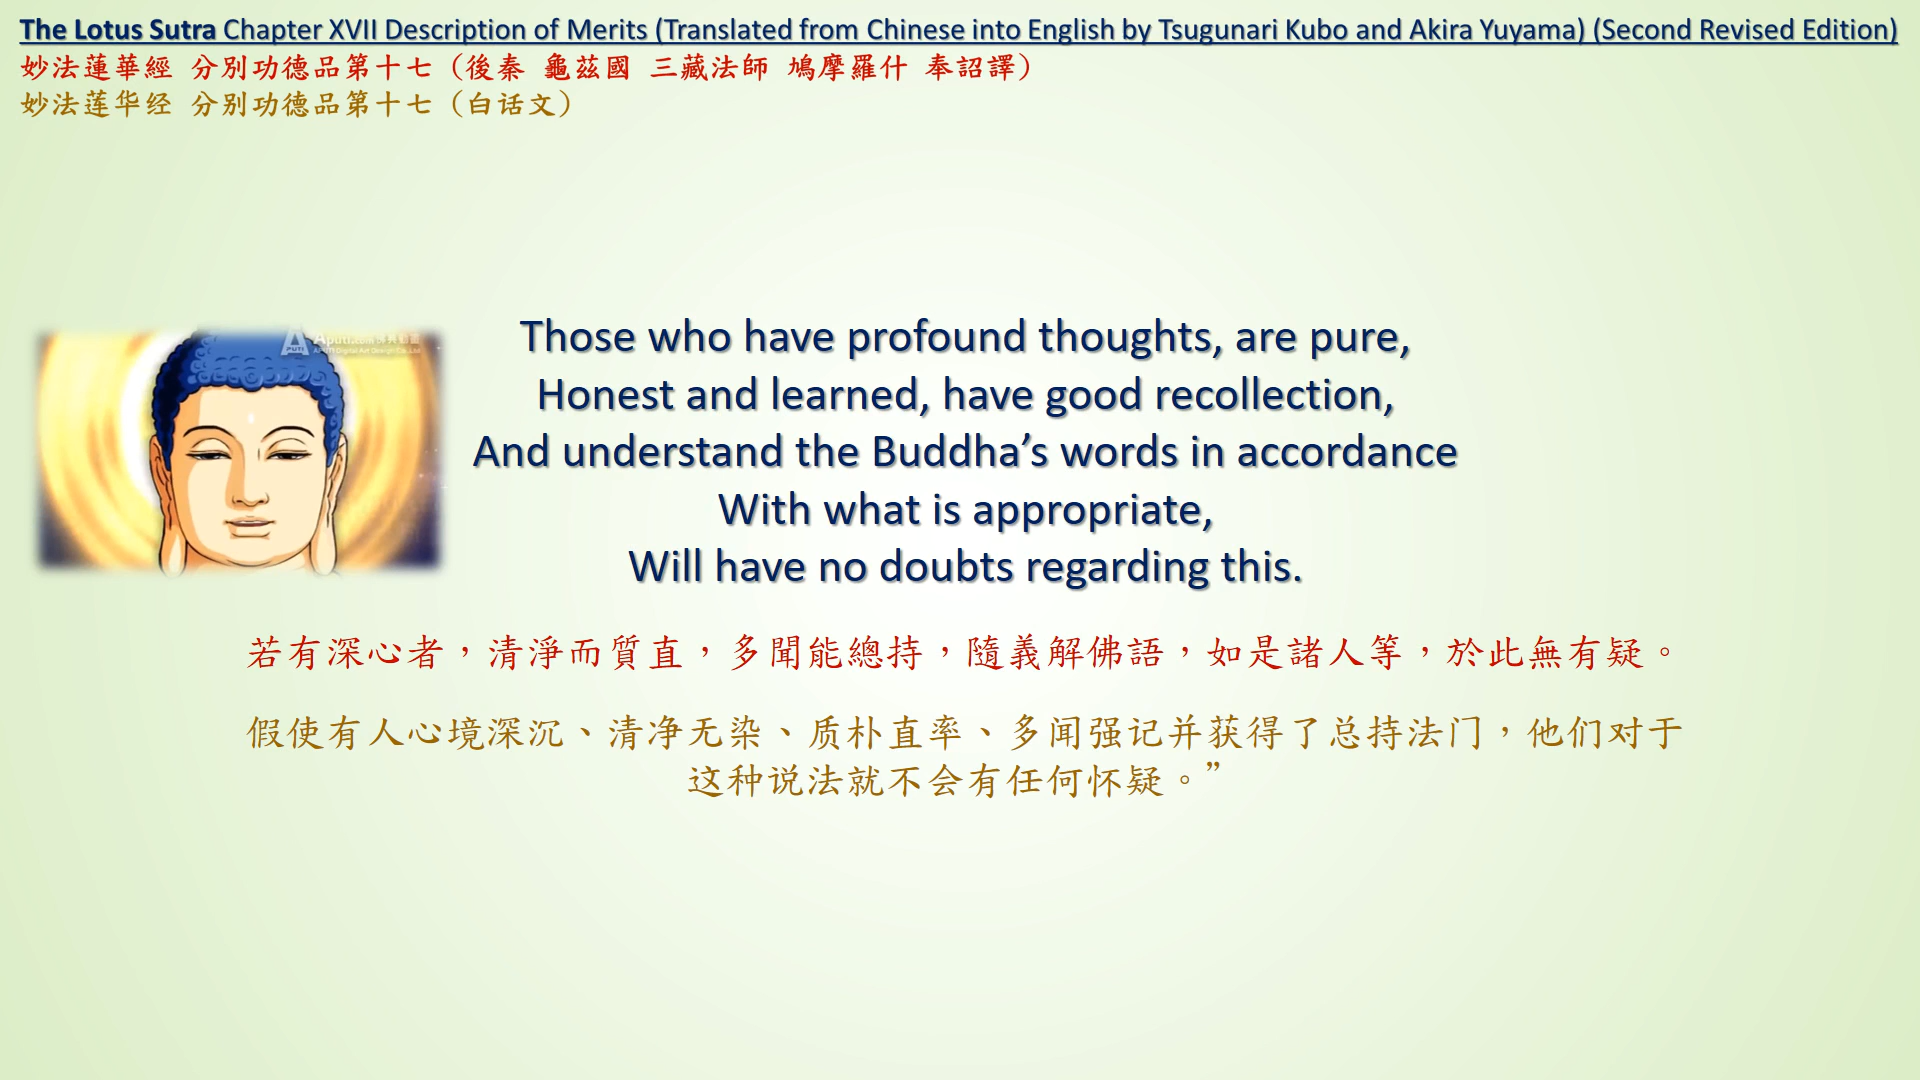 The Lotus Sutra Chapter XVII Description of Merits (Translated from Chinese into English by Tsugunari Kubo and Akira Yuyama) (Second Revised Edition)
妙法蓮華經 分別功德品第十七（後秦 龜茲國 三藏法師 鳩摩羅什 奉詔譯）
妙法莲华经 分别功德品第十七（白话文）
Those who have profound thoughts, are pure,
Honest and learned, have good recollection,
And understand the Buddha’s words in accordance
With what is appropriate,
Will have no doubts regarding this.
若有深心者，清淨而質直，多聞能總持，隨義解佛語，如是諸人等，於此無有疑。
假使有人心境深沉、清净无染、质朴直率、多闻强记并获得了总持法门，他们对于
这种说法就不会有任何怀疑。”